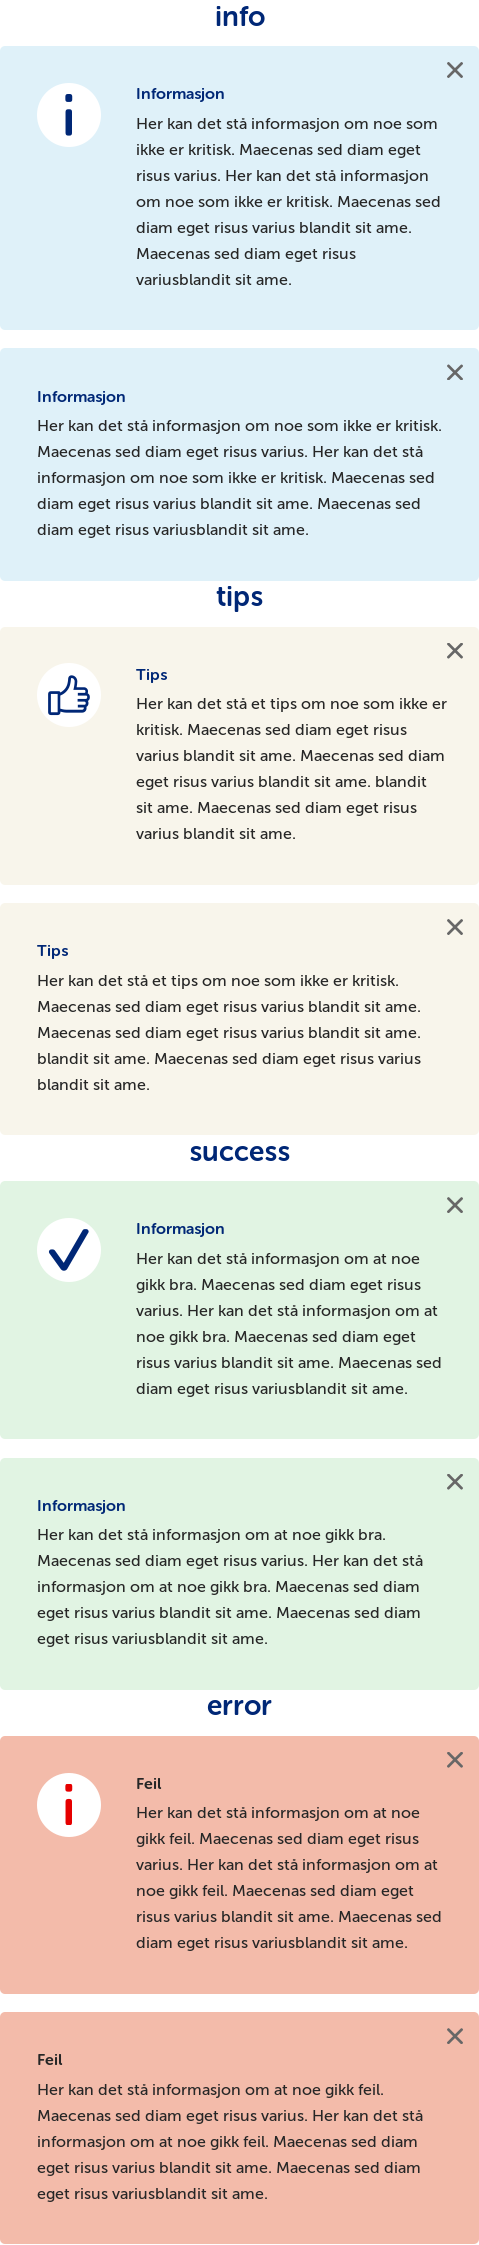 info
Informasjon
Her kan det stå informasjon om noe som
ikke er kritisk. Maecenas sed diam eget
risus varius. Her kan det stå informasjon
om noe som ikke er kritisk. Maecenas sed
diam eget risus varius blandit sit ame.
Maecenas sed diam eget risus
variusblandit sit ame.
Informasjon
Her kan det stå informasjon om noe som ikke er kritisk.
Maecenas sed diam eget risus varius. Her kan det stå
informasjon om noe som ikke er kritisk. Maecenas sed
diam eget risus varius blandit sit ame. Maecenas sed
diam eget risus variusblandit sit ame.
tips
Tips
Her kan det stå et tips om noe som ikke er
kritisk. Maecenas sed diam eget risus
varius blandit sit ame. Maecenas sed diam
eget risus varius blandit sit ame. blandit
sit ame. Maecenas sed diam eget risus
varius blandit sit ame.
Tips
Her kan det stå et tips om noe som ikke er kritisk.
Maecenas sed diam eget risus varius blandit sit ame.
Maecenas sed diam eget risus varius blandit sit ame.
blandit sit ame. Maecenas sed diam eget risus varius
blandit sit ame.
success
Informasjon
Her kan det stå informasjon om at noe
gikk bra. Maecenas sed diam eget risus
varius. Her kan det stå informasjon om at
noe gikk bra. Maecenas sed diam eget
risus varius blandit sit ame. Maecenas sed
diam eget risus variusblandit sit ame.
Informasjon
Her kan det stå informasjon om at noe gikk bra.
Maecenas sed diam eget risus varius. Her kan det stå
informasjon om at noe gikk bra. Maecenas sed diam
eget risus varius blandit sit ame. Maecenas sed diam
eget risus variusblandit sit ame.
error
Feil
Her kan det stå informasjon om at noe
gikk feil. Maecenas sed diam eget risus
varius. Her kan det stå informasjon om at
noe gikk feil. Maecenas sed diam eget
risus varius blandit sit ame. Maecenas sed
diam eget risus variusblandit sit ame.
Feil
Her kan det stå informasjon om at noe gikk feil.
Maecenas sed diam eget risus varius. Her kan det stå
informasjon om at noe gikk feil. Maecenas sed diam
eget risus varius blandit sit ame. Maecenas sed diam
eget risus variusblandit sit ame.